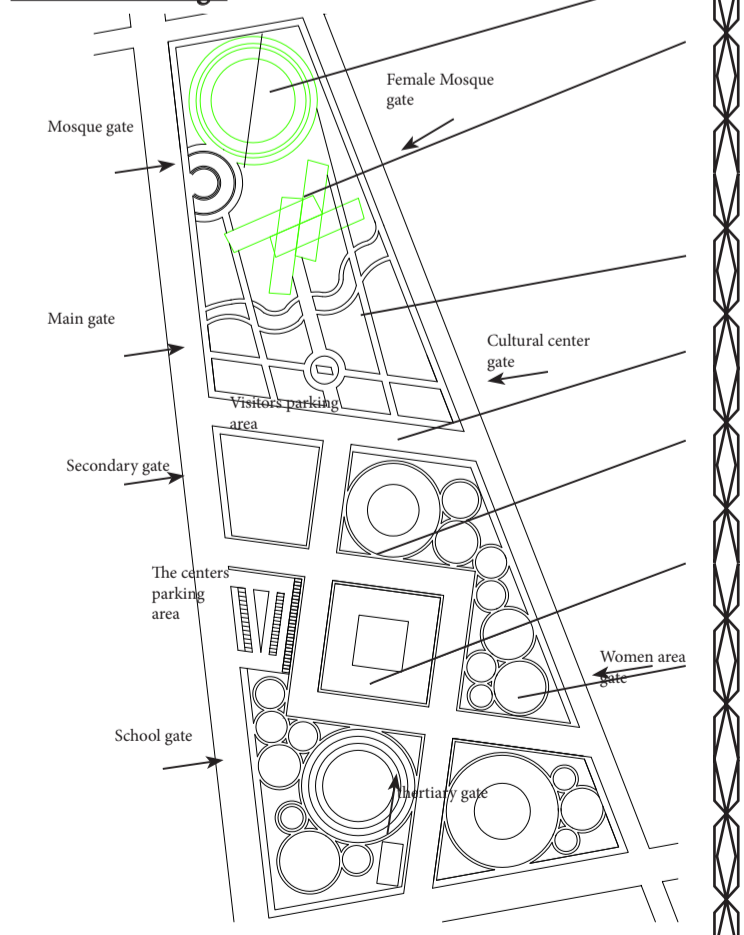 Female Mosque
gate
Mosque gate
Main gate
Cultural center
gate
Visitors parking
area
Secondary gate
The centers
parking
area
Women area
gate
School gate
thertiary gate